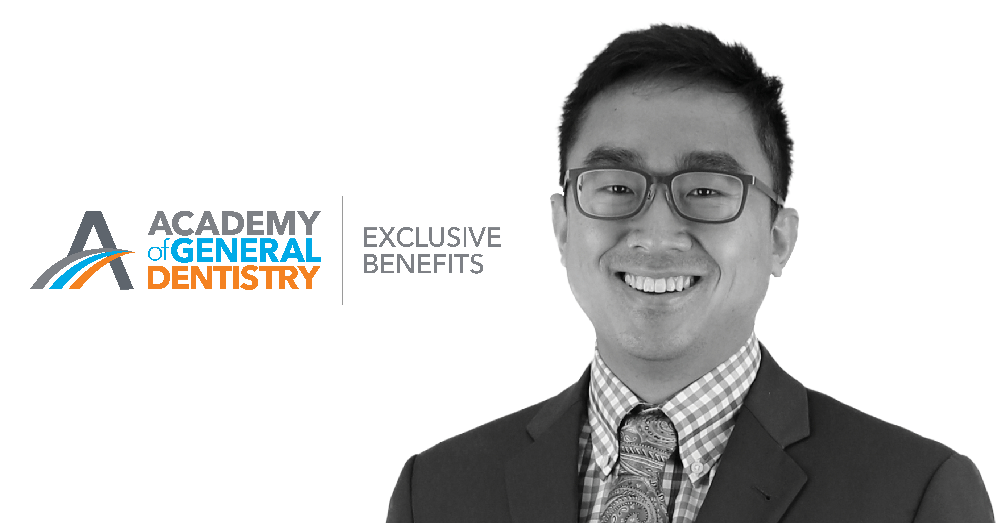 ACADEMY
of GENERAL
DENTISTRY
EXCLUSIVE
BENEFITS